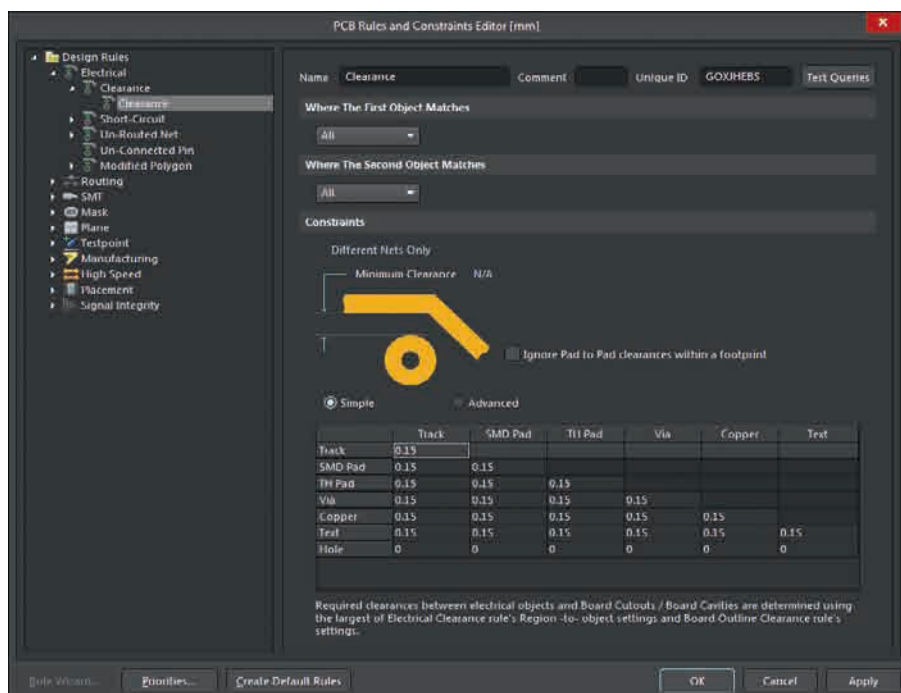 PCB Rules and Constraints Editor [mm]
Design Rules
Electrical
Clearance
Clearance
Short-Circuit
Un-Routed Net
Un-Connected Pin
Modified Polygon
Routing
SMT
Mask
Plane
Testpoint
Manufacturing
High Speed
Placement
Signal Integrity
Name Clearance Comment Unique ID GOXJHEBS Test Queries
Where The First Object Matches
All
Where The Second Object Matches
All
Constraints
Different Nets Only
Minimum Clearance N/A
Ignore Pad to Pad clearances within a footprint
Simple Advanced
Track SMD Pad TH Pad Via Copper Text
Track 0.15
SMD Pad 0.15 0.15
TH Pad 0.15 0.15 0.15
Via 0.15 0.15 0.15 0.15
Copper 0.15 0.15 0.15 0.15 0.15
Text 0.15 0.15 0.15 0.15 0.15 0.15
Hole 0 0 0 0 0 0
Required clearances between electrical objects and Board Cutouts / Board Cavities are determined using
the largest of Electrical Clearance rule's Region -to- object settings and Board Outline Clearance rule's
settings.
Rule Wizard... Priorities... Create Default Rules OK Cancel Apply